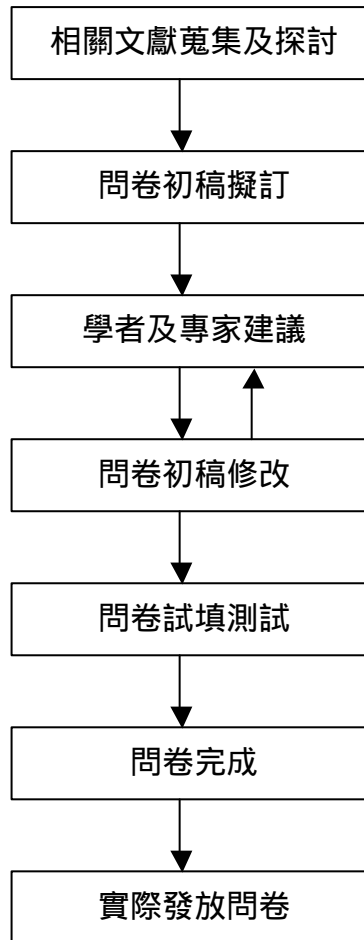 相關文獻蒐集及探討
問卷初稿擬訂
學者及專家建議
問卷初稿修改
問卷試填測試
問卷完成
實際發放問卷